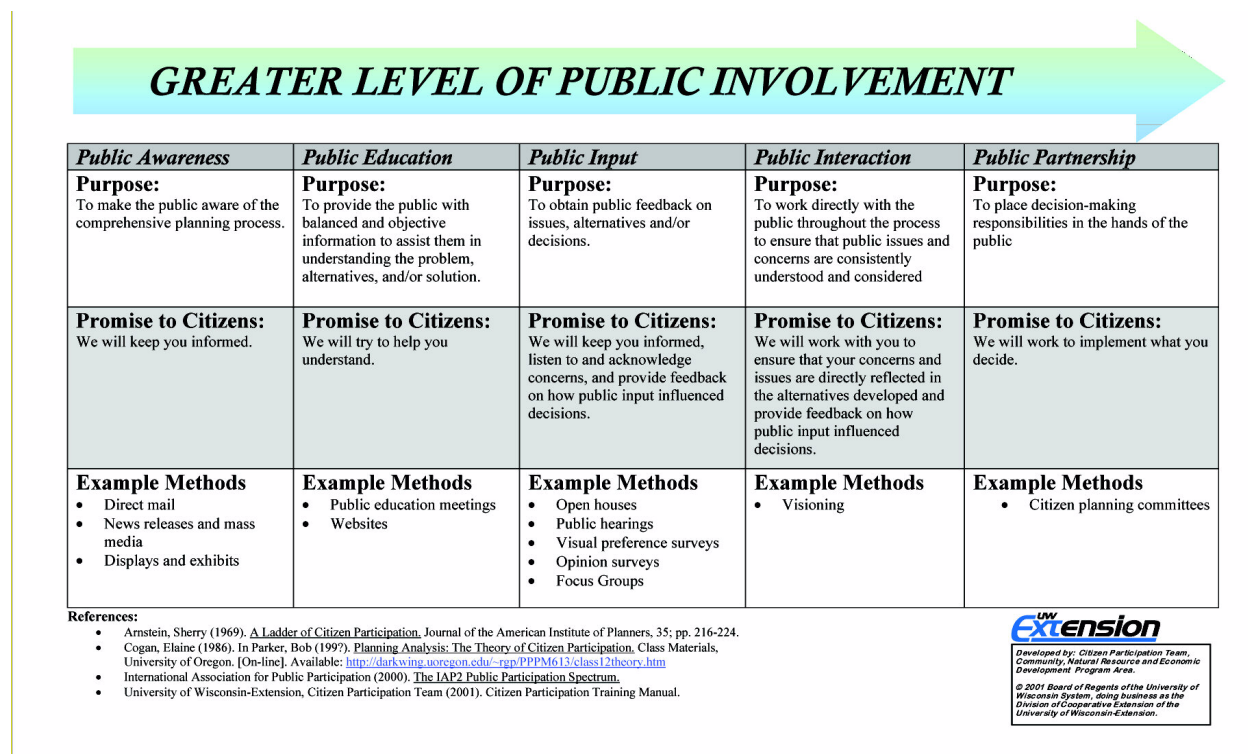 GREATER LEVEL OF PUBLIC INVOLVEMENT
Public Awareness
Public Education
Public Input
Public Interaction
Public Partnership
Purpose:
To make the public aware of the
comprehensive planning process.
Purpose:
To provide the public with
balanced and objective
information to assist them in
understanding the problem,
alternatives, and/or solution.
Purpose:
To obtain public feedback on
issues, alternatives and/or
decisions.
Purpose:
To work directly with the
public throughout the process
to ensure that public issues and
concerns are consistently
understood and considered
Purpose:
To place decision-making
responsibilities in the hands of the
public
Promise to Citizens:
We will keep you informed.
Promise to Citizens:
We will try to help you
understand.
Promise to Citizens:
We will keep you informed,
listen to and acknowledge
concerns, and provide feedback
on how public input influenced
decisions.
Promise to Citizens:
We will work with you to
ensure that your concerns and
issues are directly reflected in
the alternatives developed and
provide feedback on how
public input influenced
decisions.
Promise to Citizens:
We will work to implement what you
decide.
Example Methods
• Direct mail
• News releases and mass
media
• Displays and exhibits
Example Methods
• Public education meetings
• Websites
Example Methods
• Open houses
• Public hearings
• Visual preference surveys
• Opinion surveys
• Focus Groups
Example Methods
• Visioning
Example Methods
• Citizen planning committees
References:
• Arnstein, Sherry (1969). A Ladder of Citizen Participation. Journal of the American Institute of Planners, 35; pp. 216-224.
• Cogan, Elaine (1986). In Parker, Bob (199?). Planning Analysis: The Theory of Citizen Participation. Class Materials,
University of Oregon. [On-line]. Available: http://darkwing.uoregon.edu/~rgp/PPPM613/class12theory.htm
• International Association for Public Participation (2000). The IAP2 Public Participation Spectrum.
• University of Wisconsin-Extension, Citizen Participation Team (2001). Citizen Participation Training Manual.
UW
Extension
Developed by: Citizen Participation Team,
Community, Natural Resource and Economic
Development Program Area.
© 2001 Board of Regents of the University of
Wisconsin System, doing business as the
Division of Cooperative Extension of the
University of Wisconsin-Extension.